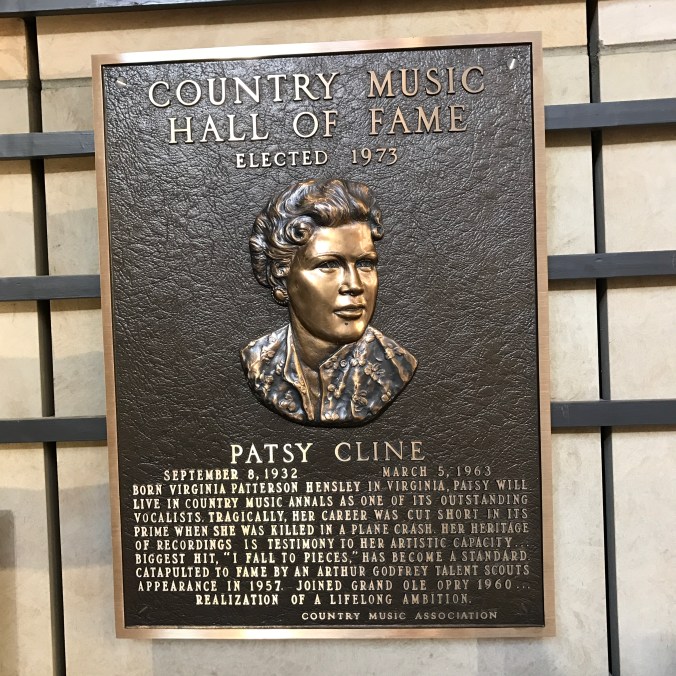 COUNTRY MUSIC
HALL OF FAME
ELECTED 1973
PATSY CLINE
SEPTEMBER 8, 1932 MARCH 5, 1963
BORN VIRGINIA PATTERSON HENSLEY IN VIRGINIA, PATSY WILL
LIVE IN COUNTRY MUSIC ANNALS AS ONE OF ITS OUTSTANDING
VOCALISTS. TRAGICALLY, HER CAREER WAS CUT SHORT IN ITS
PRIME WHEN SHE WAS KILLED IN A PLANE CRASH. HER HERITAGE
OF RECORDINGS IS TESTIMONY TO HER ARTISTIC CAPACITY...
BIGGEST HIT, "I FALL TO PIECES," HAS BECOME A STANDARD.
CATAPULTED TO FAME BY AN ARTHUR GODFREY TALENT SCOUTS
APPEARANCE IN 1957. JOINED GRAND OLE OPRY 1960...
REALIZATION OF A LIFELONG AMBITION.
COUNTRY MUSIC ASSOCIATION